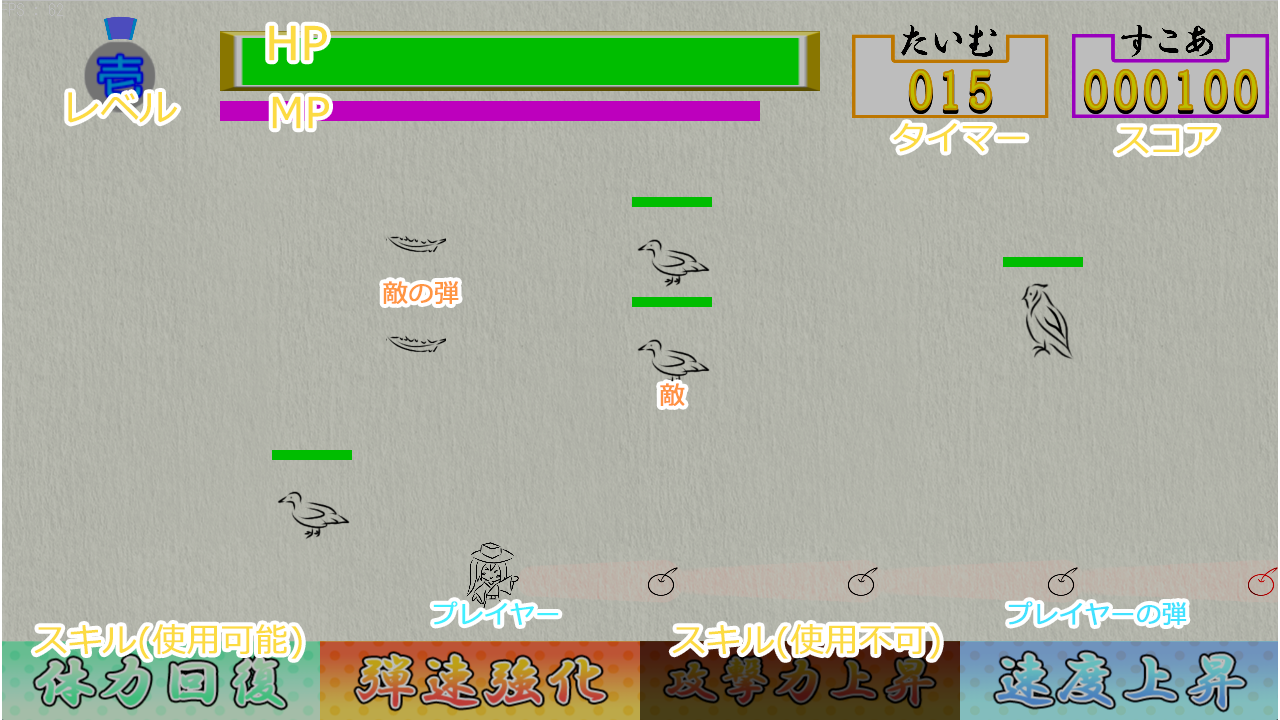 HP
たいむ
すこあ
壱
015
000100
レベル
MP
タイマー
スコア
敵の弾
敵
プレイヤー
プレイヤーの弾
スキル(使用可能)
スキル(使用不可)
体力回復
弾速強化
攻撃力上昇
速度上昇